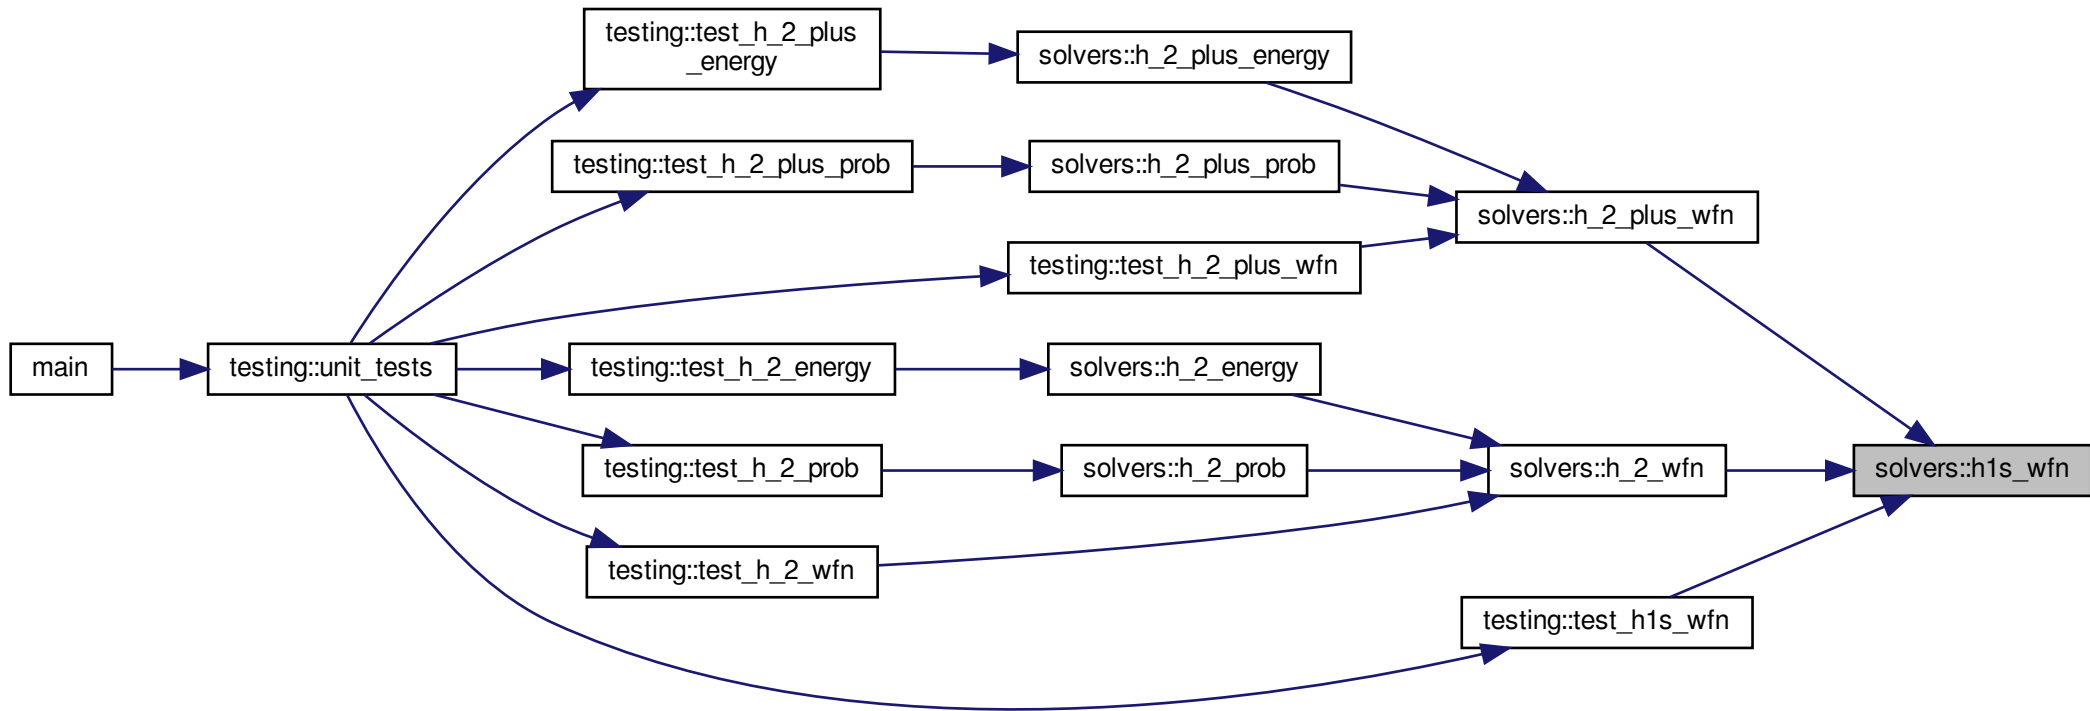 testing::test_h_2_plus
_energy
solvers::h_2_plus_energy
testing::test_h_2_plus_prob
solvers::h_2_plus_prob
solvers::h_2_plus_wfn
testing::test_h_2_plus_wfn
main
testing::unit_tests
testing::test_h_2_energy
solvers::h_2_energy
testing::test_h_2_prob
solvers::h_2_prob
solvers::h_2_wfn
solvers::h1s_wfn
testing::test_h_2_wfn
testing::test_h1s_wfn